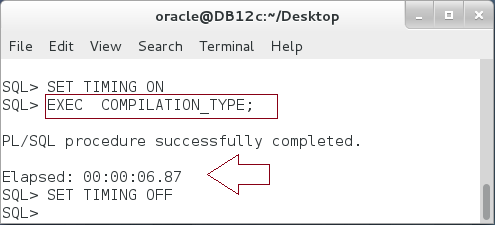 oracle@DB12c:~/Desktop
File Edit View Search Terminal Help
SQL> SET TIMING ON
SQL> EXEC  COMPILATION_TYPE;
PL/SQL procedure successfully completed.
Elapsed: 00:00:06.87
SQL> SET TIMING OFF
SQL>